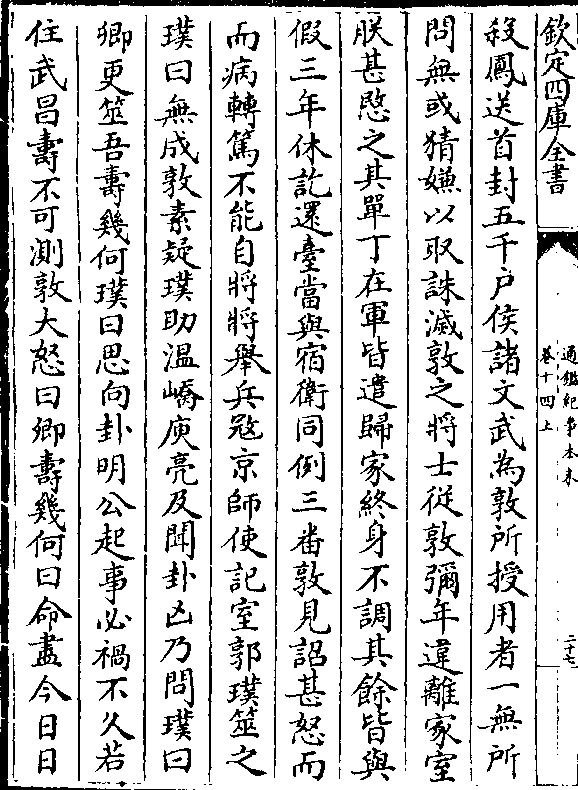 欽定四庫全書
通鑑紀事本末
卷十四上
二十七
殺鳳送首封五千户侯諸文武為敦所授用者一無所
問無或猜嫌以取誅滅敦之將士從敦彌年違離家室
朕甚愍之其單丁在軍皆遣歸家終身不調其餘皆與
假三年休訖還臺當與宿衛同例三番敦見詔甚怒而
而病轉篤不能自將將舉兵寇京師使記室郭璞筮之
璞曰無成敦素疑璞助温嶠庾亮及聞卦凶乃問璞曰
卿更筮吾壽幾何璞曰思向卦明公起事必禍不久若
住武昌壽不可測敦大怒曰卿壽幾何曰命盡今日日